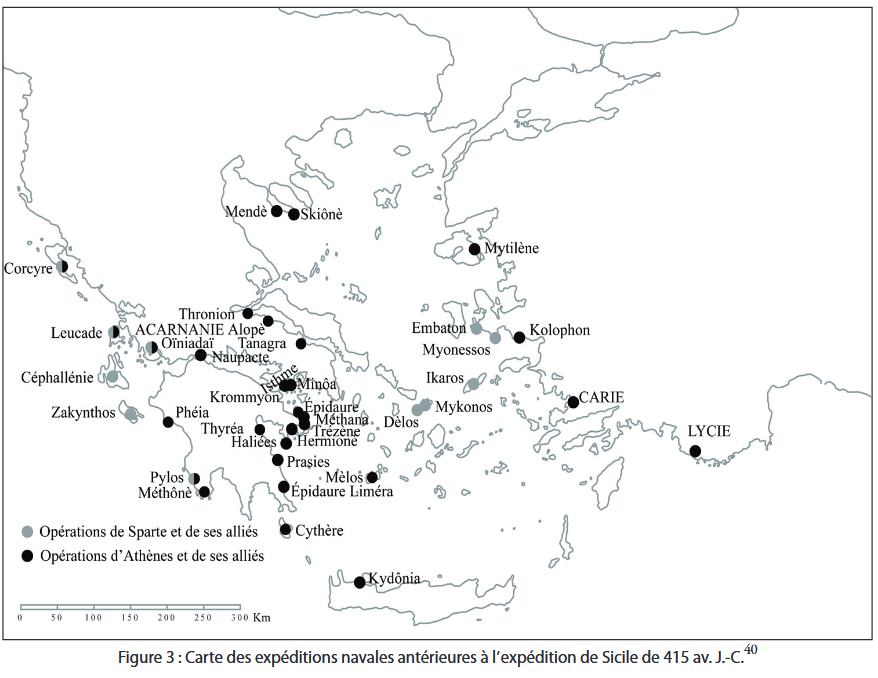 Mendè
Skiônè
Mytilène
Corcyre
Thronion
ACARNANIE Alopè
Leucade
Oïniadaï
Tanagra
Naupacte
Embaton
Kolophon
Myonessos
Isthme
Minôa
Céphallénie
Krommyon
Ikaros
CARIE
Zakynthos
Phéia
Épidaure
Méthana
Mykonos
Dèlos
Thyréa
Trézène
Haliées
Hermione
LYCIE
Prasies
Pylos
Mèlos
Méthônè
Épidaure Liméra
Cythère
Opérations de Sparte et de ses alliés
Opérations d'Athènes et de ses alliés
Kydônia
0 50 100 150 200 250 300 Km
Figure 3 : Carte des expéditions navales antérieures à l'expédition de Sicile de 415 av. J.-C.40